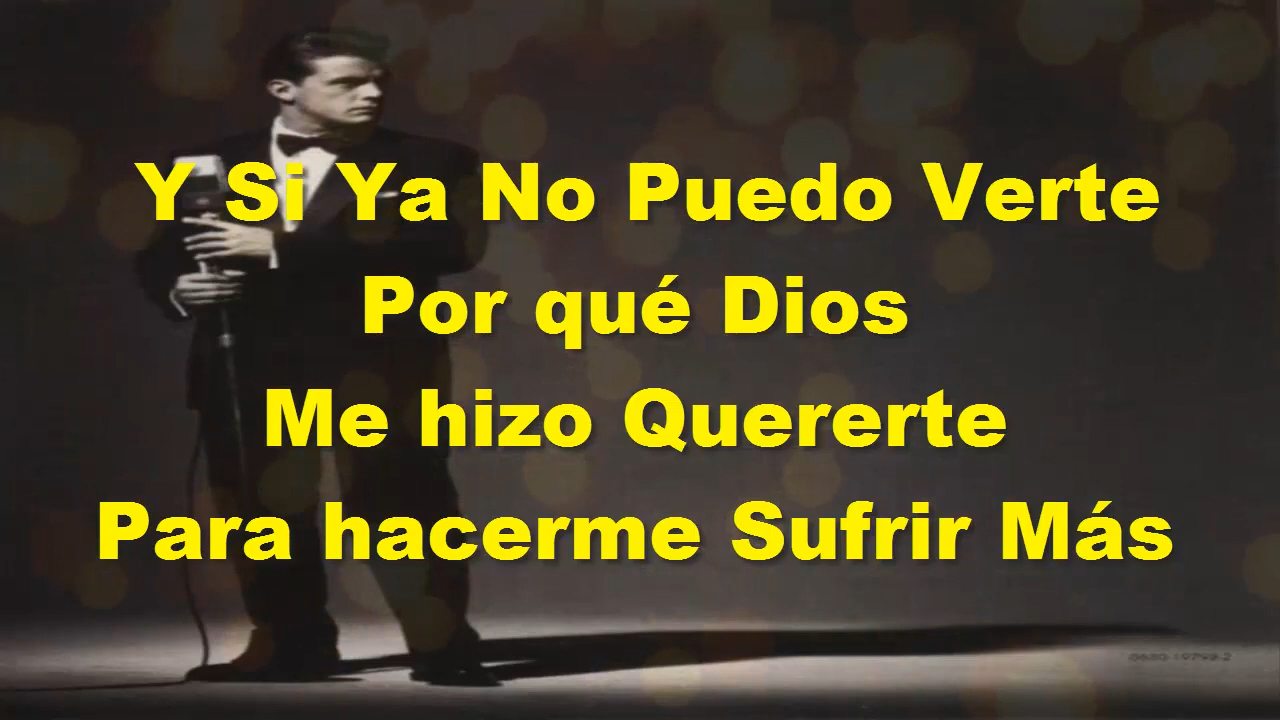 Y Si Ya No Puedo Verte
Por qué Dios
Me hizo Quererte
Para hacerme Sufrir Más